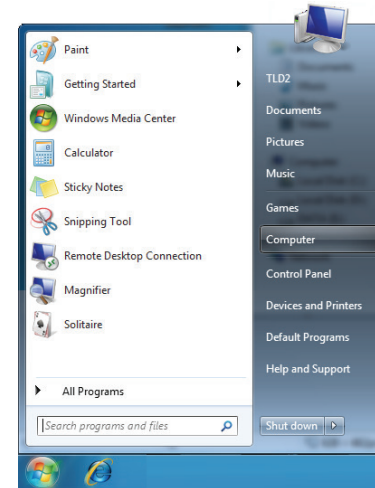 Paint
Getting Started
Windows Media Center
Calculator
Sticky Notes
Snipping Tool
Remote Desktop Connection
Magnifier
Solitaire
All Programs
Search programs and files
TLD2
Documents
Pictures
Music
Games
Computer
Control Panel
Devices and Printers
Default Programs
Help and Support
Shut down